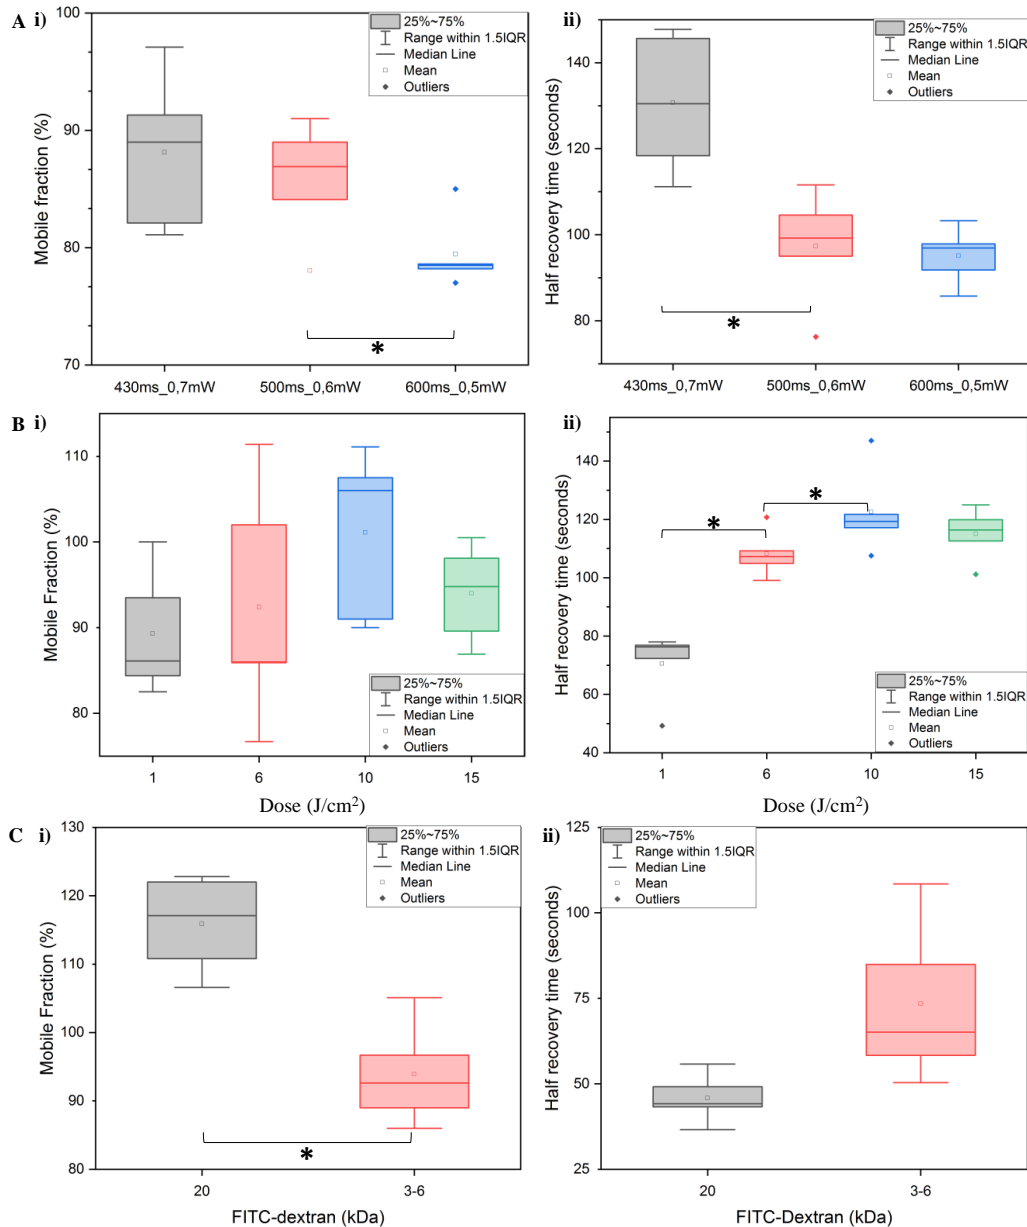 A i)
100
90
80
70
Mobile fraction (%)
430ms_0,7mW 500ms_0,6mW 600ms_0,5mW
25%~75%
Range within 1.5IQR
Median Line
Mean
Outliers
*
ii)
140
120
100
80
Half recovery time (seconds)
430ms_0,7mW 500ms_0,6mW 600ms_0,5mW
25%~75%
Range within 1.5IQR
Median Line
Mean
Outliers
*
B i)
110
100
90
80
Mobile Fraction (%)
1 6 10 15
Dose (J/cm²)
25%~75%
Range within 1.5IQR
Median Line
Mean
Outliers
ii)
160
140
120
100
80
60
40
Half recovery time (seconds)
1 6 10 15
Dose (J/cm²)
25%~75%
Range within 1.5IQR
Median Line
Mean
Outliers
*
*
C i)
130
120
110
100
90
80
Mobile Fraction (%)
20 3-6
FITC-dextran (kDa)
25%~75%
Range within 1.5IQR
Median Line
Mean
Outliers
*
ii)
125
100
75
50
25
Half recovery time (seconds)
20 3-6
FITC-Dextran (kDa)
25%~75%
Range within 1.5IQR
Median Line
Mean
Outliers